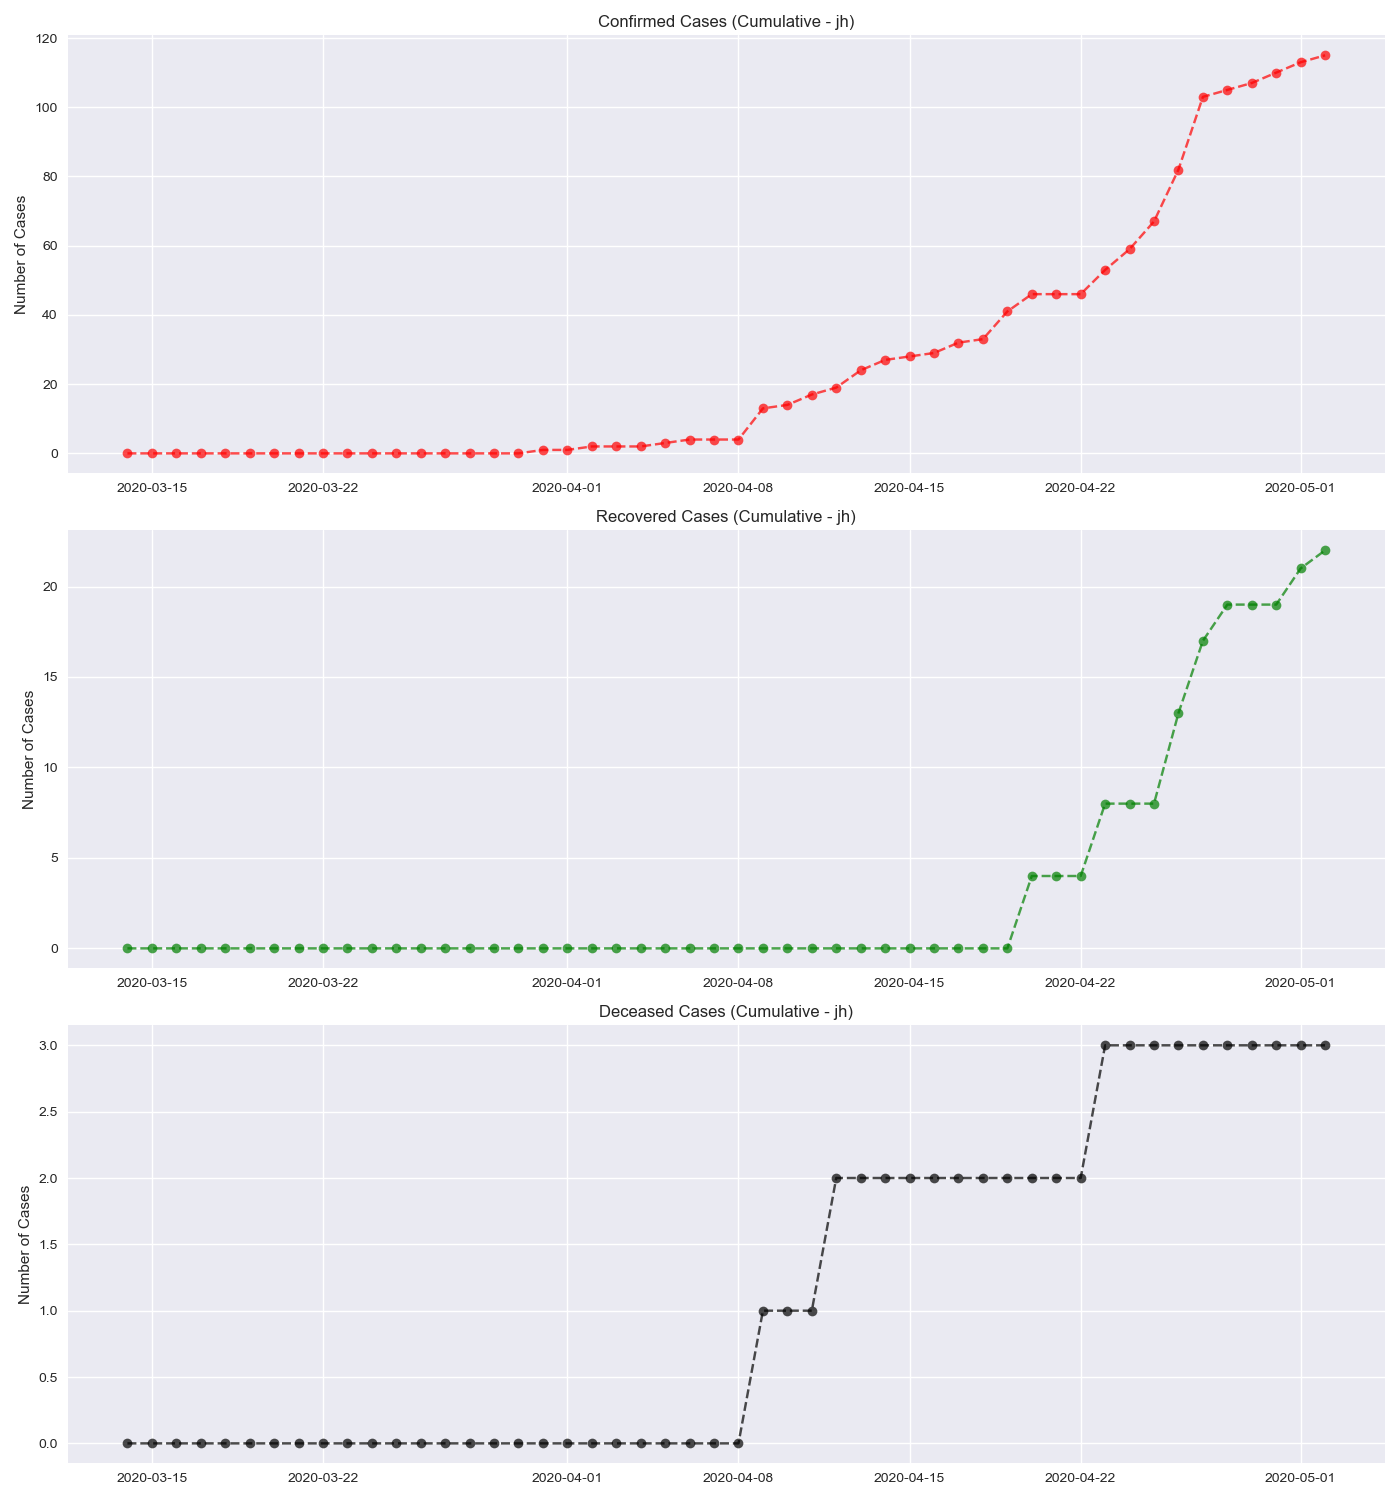 Confirmed Cases (Cumulative - jh)
120
100
80
60
40
20
0
Number of Cases
2020-03-15 2020-03-22 2020-04-01 2020-04-08 2020-04-15 2020-04-22 2020-05-01
Recovered Cases (Cumulative - jh)
20
15
10
5
0
Number of Cases
2020-03-15 2020-03-22 2020-04-01 2020-04-08 2020-04-15 2020-04-22 2020-05-01
Deceased Cases (Cumulative - jh)
3.0
2.5
2.0
1.5
1.0
0.5
0.0
Number of Cases
2020-03-15 2020-03-22 2020-04-01 2020-04-08 2020-04-15 2020-04-22 2020-05-01